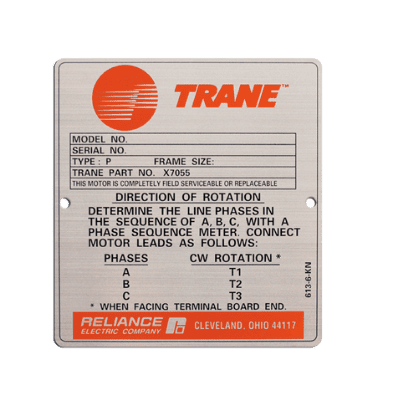 TRANE™
MODEL NO.
SERIAL NO.
TYPE: P FRAME SIZE:
TRANE PART NO. X7055
THIS MOTOR IS COMPLETELY FIELD SERVICEABLE OR REPLACEABLE
DIRECTION OF ROTATION
DETERMINE THE LINE PHASES IN
THE SEQUENCE OF A, B, C, WITH A
PHASE SEQUENCE METER. CONNECT
MOTOR LEADS AS FOLLOWS:
PHASES CW ROTATION *
A T1
B T2
C T3
* WHEN FACING TERMINAL BOARD END.
613-6-KN
RELIANCE
ELECTRIC COMPANY
CLEVELAND, OHIO 44117